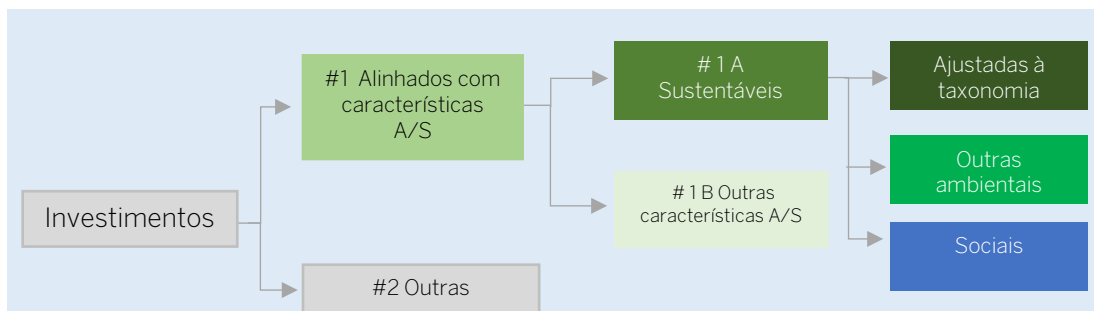 Investimentos
#1 Alinhados com
características
A/S
#2 Outras
# 1 A
Sustentáveis
# 1 B Outras
características A/S
Ajustadas à
taxonomia
Outras
ambientais
Sociais